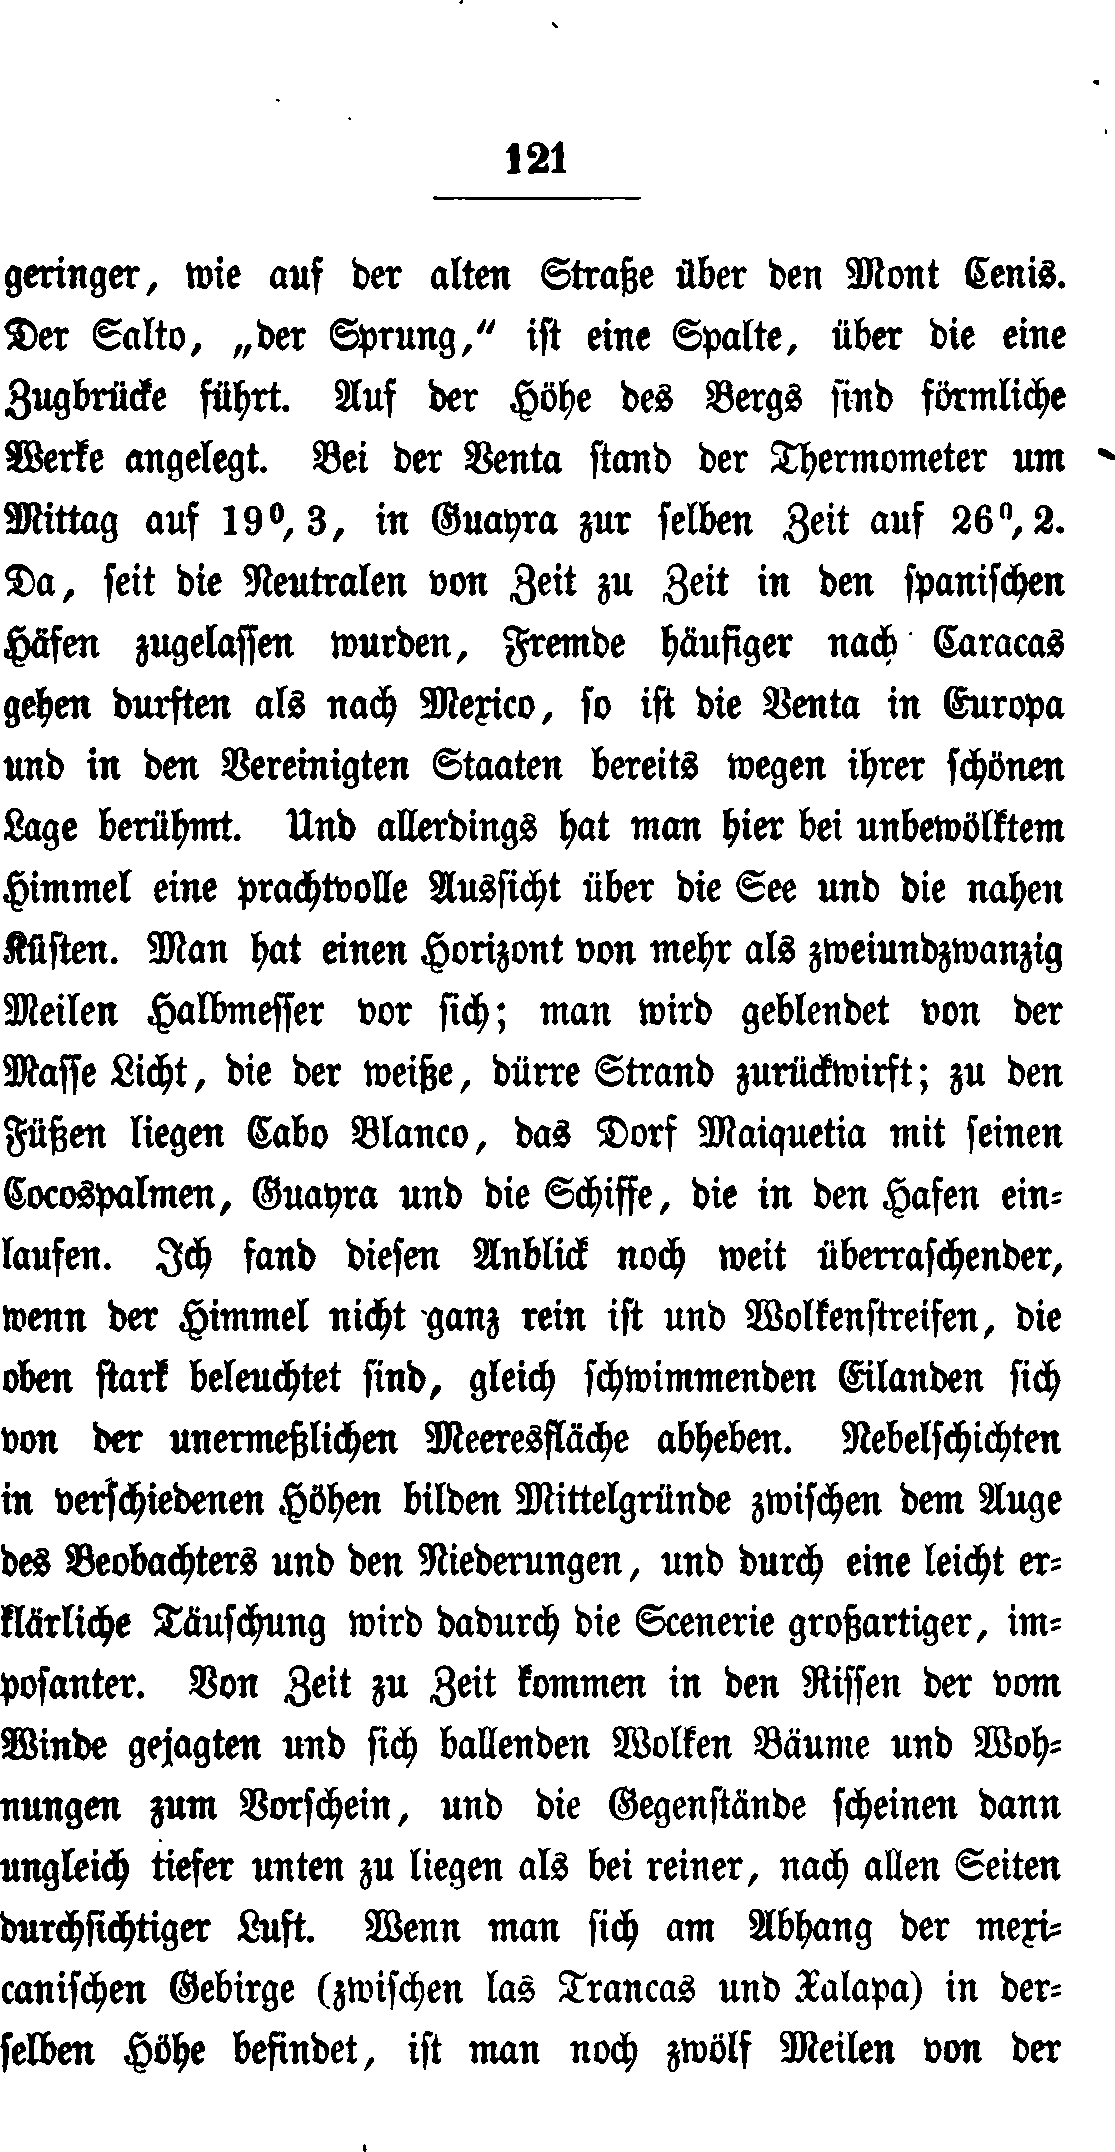 121
geringer, wie auf der alten Straße über den Mont Cenis.
Der Salto, „der Sprung,“ ist eine Spalte, über die eine
Zugbrücke führt. Auf der Höhe des Bergs sind förmliche
Werke angelegt. Bei der Venta stand der Thermometer um
Mittag auf 19⁰, 3, in Guayra zur selben Zeit auf 26⁰, 2.
Da, seit die Neutralen von Zeit zu Zeit in den spanischen
Häfen zugelassen wurden, Fremde häufiger nach Caracas
gehen durften als nach Mexico, so ist die Venta in Europa
und in den Vereinigten Staaten bereits wegen ihrer schönen
Lage berühmt. Und allerdings hat man hier bei unbewölktem
Himmel eine prachtvolle Aussicht über die See und die nahen
Küsten. Man hat einen Horizont von mehr als zweiundzwanzig
Meilen Halbmesser vor sich; man wird geblendet von der
Masse Licht, die der weiße, dürre Strand zurückwirft; zu den
Füßen liegen Cabo Blanco, das Dorf Maiquetia mit seinen
Cocospalmen, Guayra und die Schiffe, die in den Hafen ein-
laufen. Ich fand diesen Anblick noch weit überraschender,
wenn der Himmel nicht ganz rein ist und Wolkenstreifen, die
oben stark beleuchtet sind, gleich schwimmenden Eilanden sich
von der unermeßlichen Meeresfläche abheben. Nebelschichten
in verschiedenen Höhen bilden Mittelgründe zwischen dem Auge
des Beobachters und den Niederungen, und durch eine leicht er-
klärliche Täuschung wird dadurch die Scenerie großartiger, im-
posanter. Von Zeit zu Zeit kommen in den Rissen der vom
Winde gejagten und sich ballenden Wolken Bäume und Woh-
nungen zum Vorschein, und die Gegenstände scheinen dann
ungleich tiefer unten zu liegen als bei reiner, nach allen Seiten
durchsichtiger Luft. Wenn man sich am Abhang der mexi-
canischen Gebirge (zwischen las Trancas und Xalapa) in der-
selben Höhe befindet, ist man noch zwölf Meilen von der